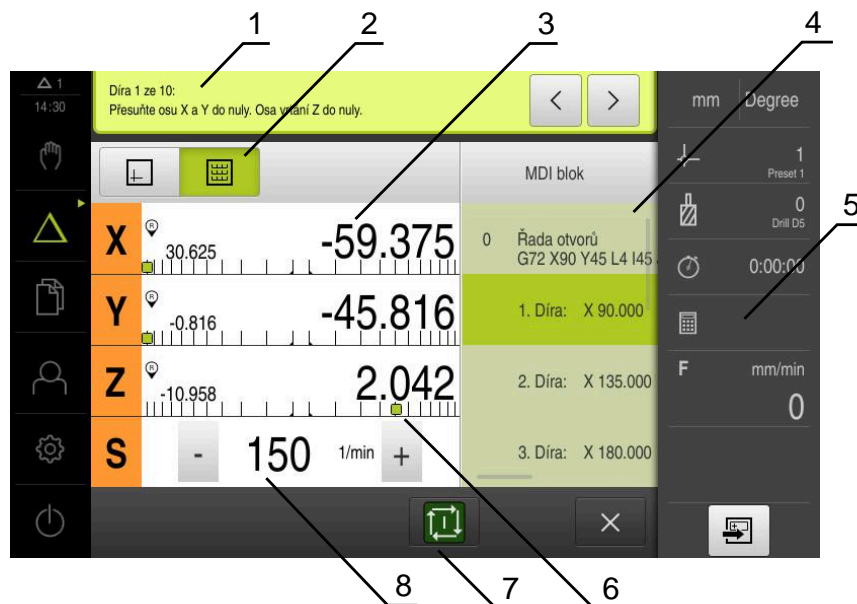 1
2
3
4
5
6
7
8
△ 1
14:30
Díra 1 ze 10:
Přesuňte osu X a Y do nuly. Osa vrtání Z do nuly.
< >
mm Degree
MDI blok
1
Preset 1
0
Drill D5
0:00:00
F mm/min
0
X R 30.625 -59.375
Y R -0.816 -45.816
Z R -10.958 2.042
S - 150 1/min +
0 Řada otvorů
G72 X90 Y45 L4 I45
1. Díra: X 90.000
2. Díra: X 135.000
3. Díra: X 180.000